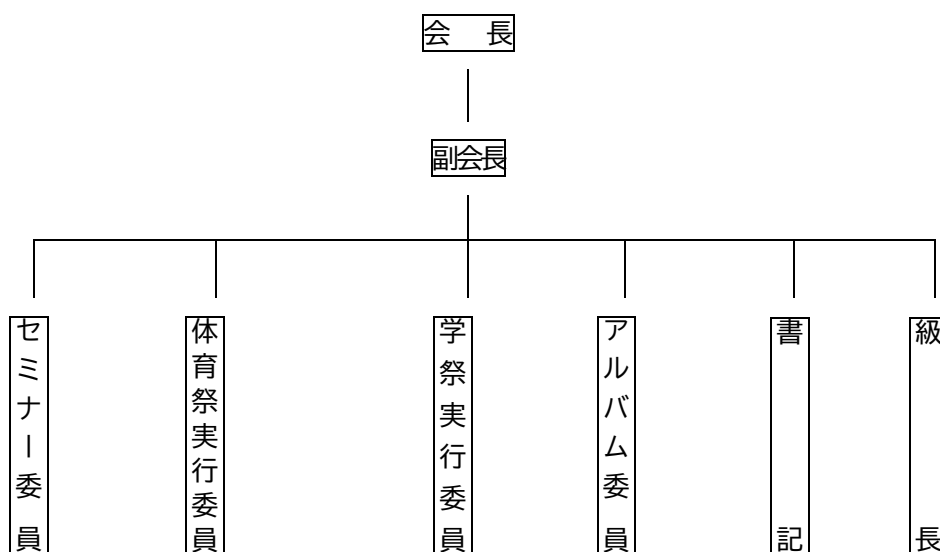 会長
副会長
セミナー委員
体育祭実行委員
学祭実行委員
アルバム委員
書記
級長